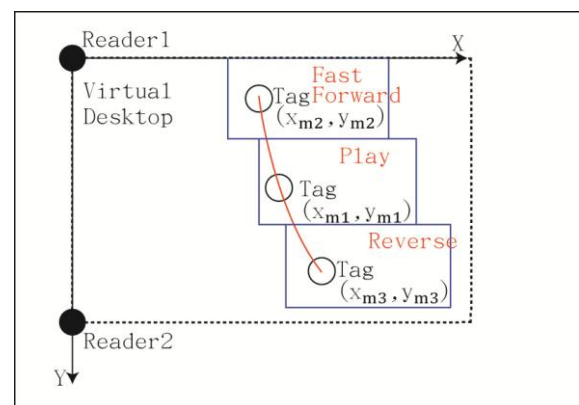 Reader1
X
Virtual
Desktop
Fast
Forward
Tag
(xm2, ym2)
Play
Tag
(xm1, ym1)
Reverse
Tag
(xm3, ym3)
Reader2
Y